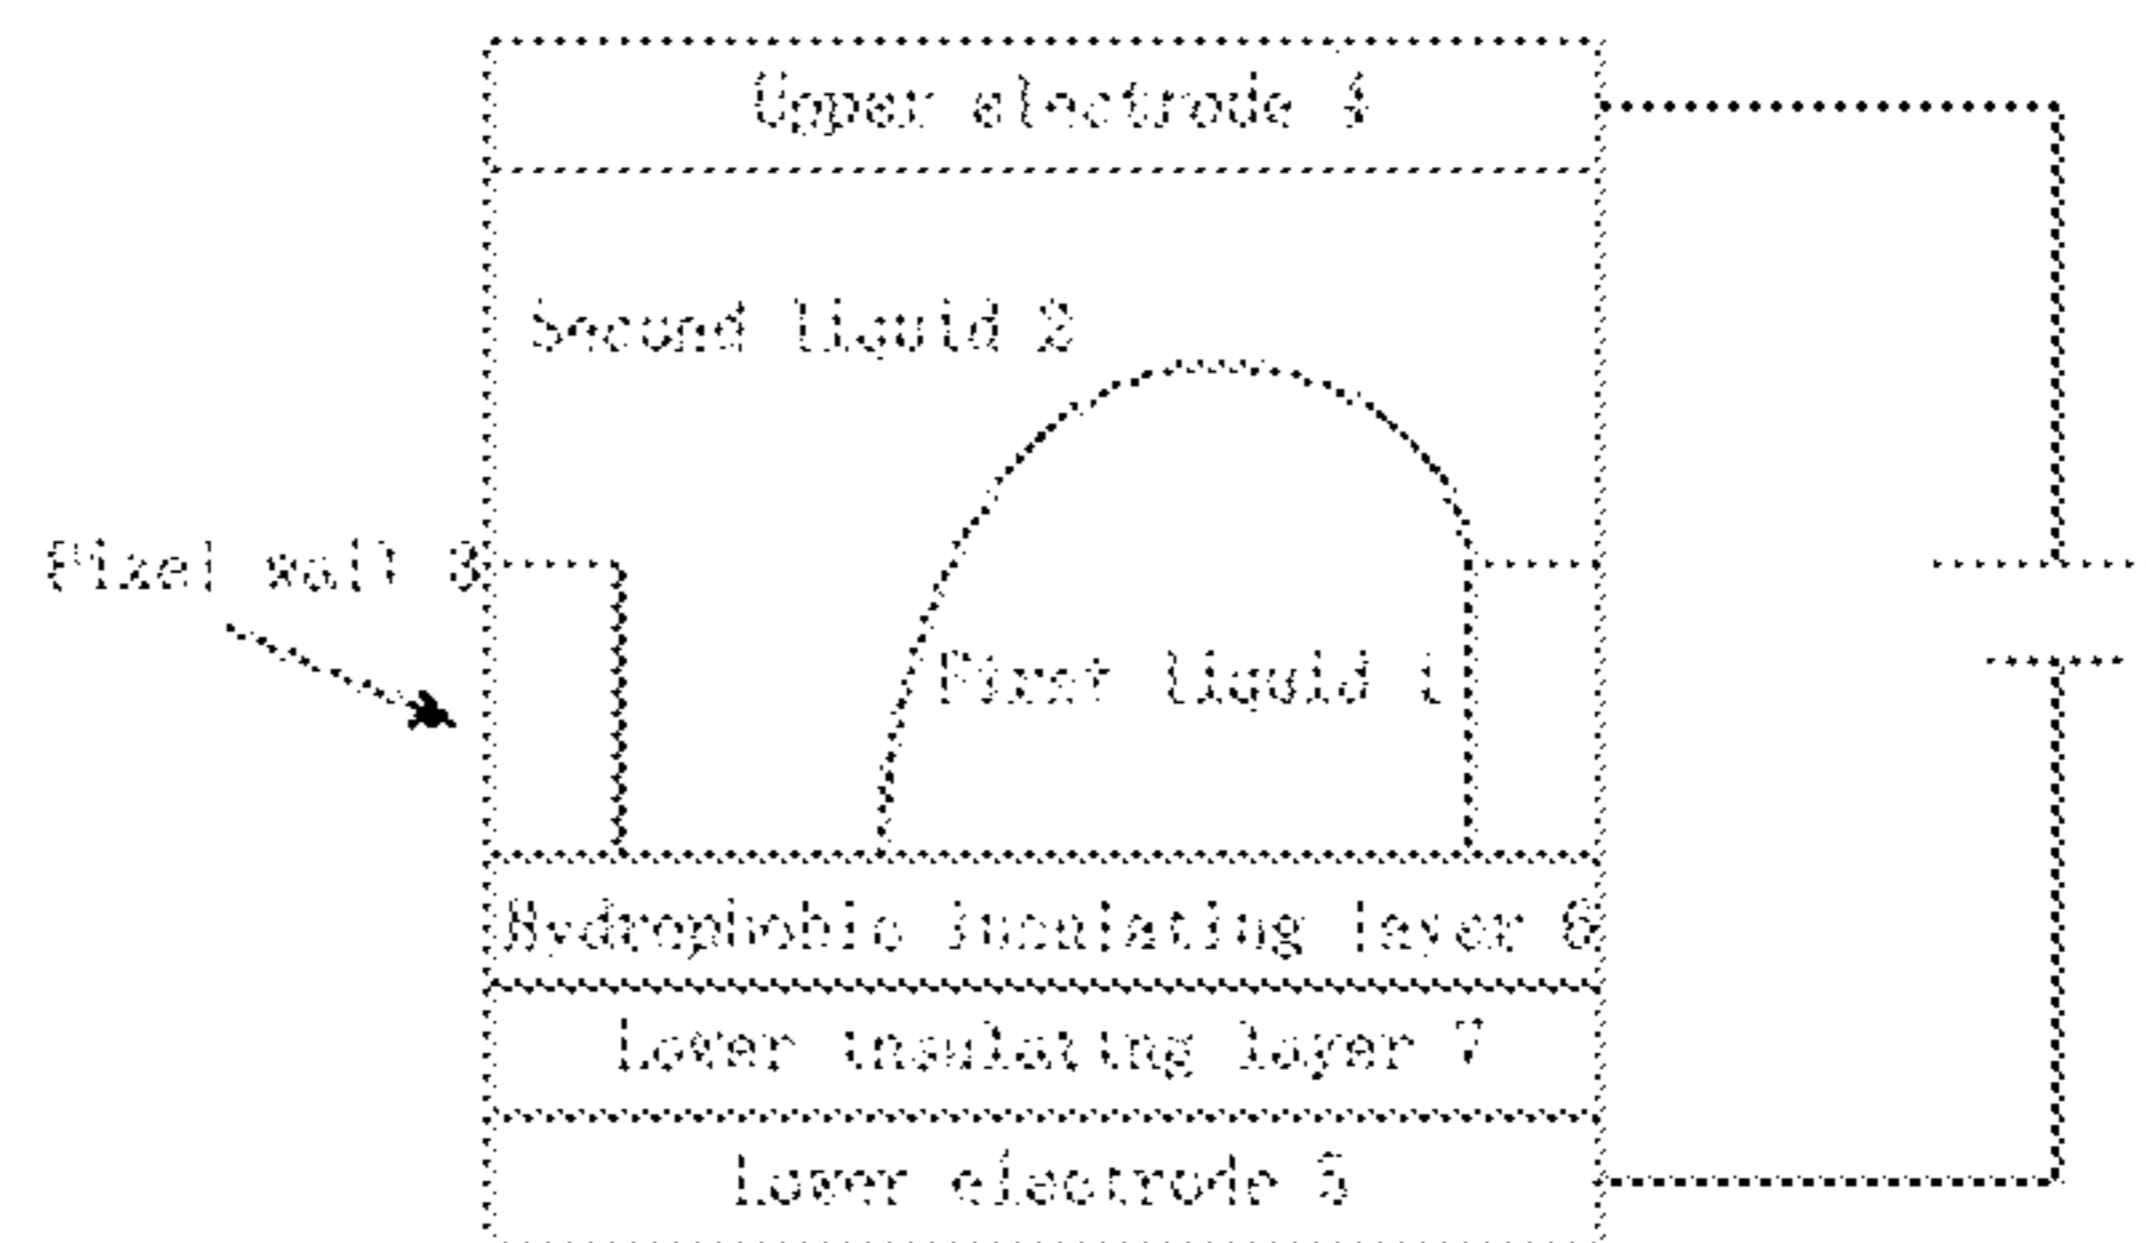 Upper electrode 4
Second liquid 2
Pixel wall 3
First liquid 1
Hydrophobic insulating layer 6
Lower insulating layer 7
Lower electrode 5